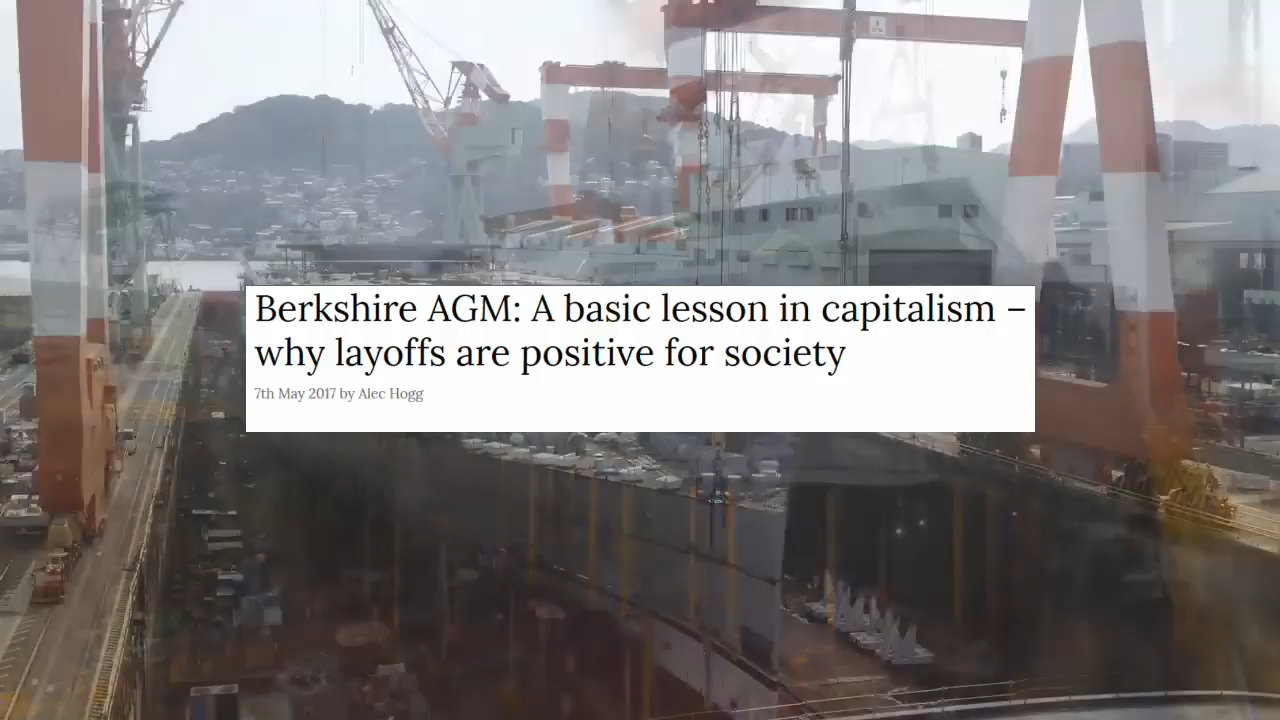 Berkshire AGM: A basic lesson in capitalism –
why layoffs are positive for society
7th May 2017 by Alec Hogg